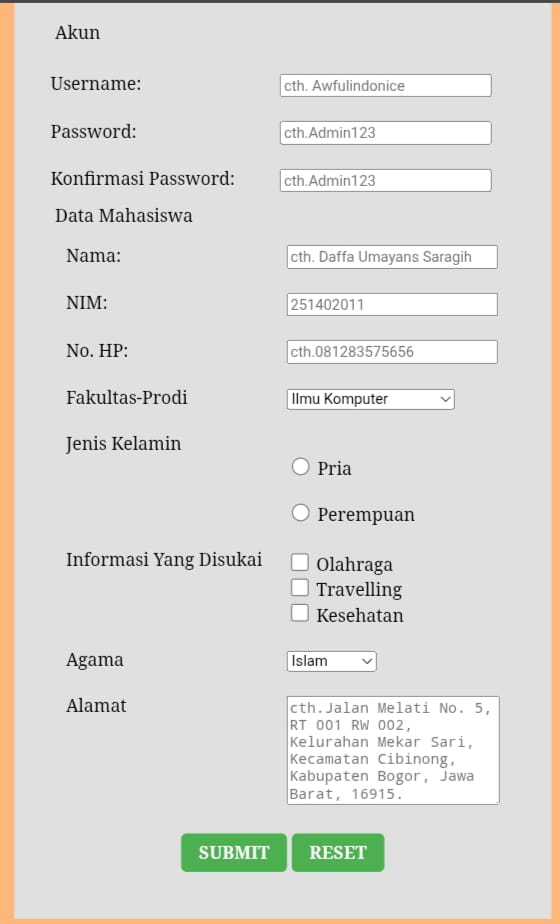 Akun
Username: cth. Awfulindonice
Password: cth.Admin123
Konfirmasi Password: cth.Admin123
Data Mahasiswa
Nama: cth. Daffa Umayans Saragih
NIM: 251402011
No. HP: cth.081283575656
Fakultas-Prodi Ilmu Komputer
Jenis Kelamin
Pria
Perempuan
Informasi Yang Disukai
Olahraga
Travelling
Kesehatan
Agama Islam
Alamat
cth.Jalan Melati No. 5,
RT 001 RW 002,
Kelurahan Mekar Sari,
Kecamatan Cibinong,
Kabupaten Bogor, Jawa
Barat, 16915.
SUBMIT RESET